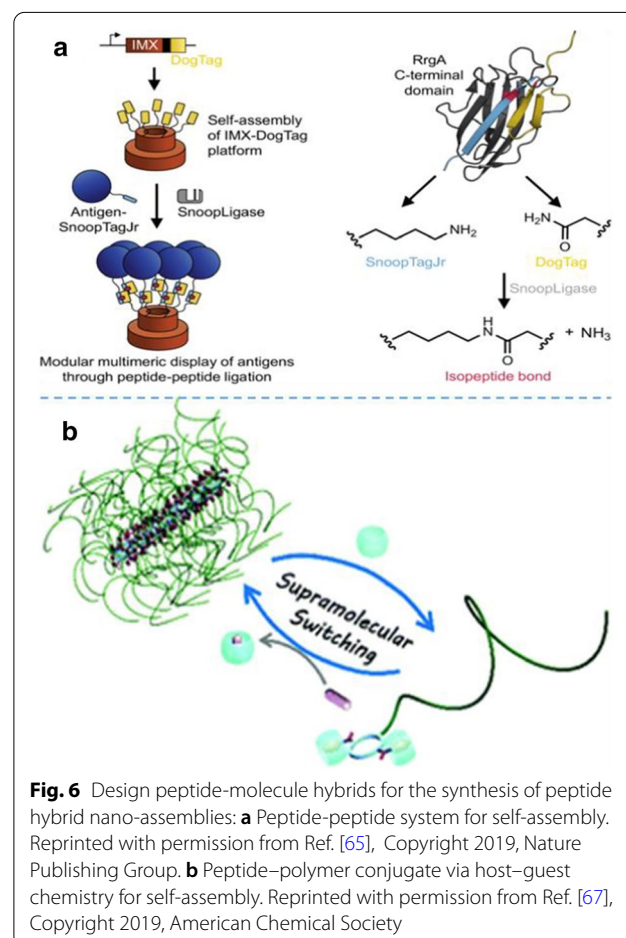 a
IMX
DogTag
Self-assembly
of IMX-DogTag
platform
Antigen-
SnoopTagJr
SnoopLigase
Modular multimeric display of antigens
through peptide-peptide ligation
RrgA
C-terminal
domain
NH₂
SnoopTagJr
H₂N
O
DogTag
SnoopLigase
H
N
O
+ NH₃
Isopeptide bond
b
Supramolecular
Switching
Fig. 6 Design peptide-molecule hybrids for the synthesis of peptide
hybrid nano-assemblies: a Peptide-peptide system for self-assembly.
Reprinted with permission from Ref. [65], Copyright 2019, Nature
Publishing Group. b Peptide–polymer conjugate via host–guest
chemistry for self-assembly. Reprinted with permission from Ref. [67],
Copyright 2019, American Chemical Society